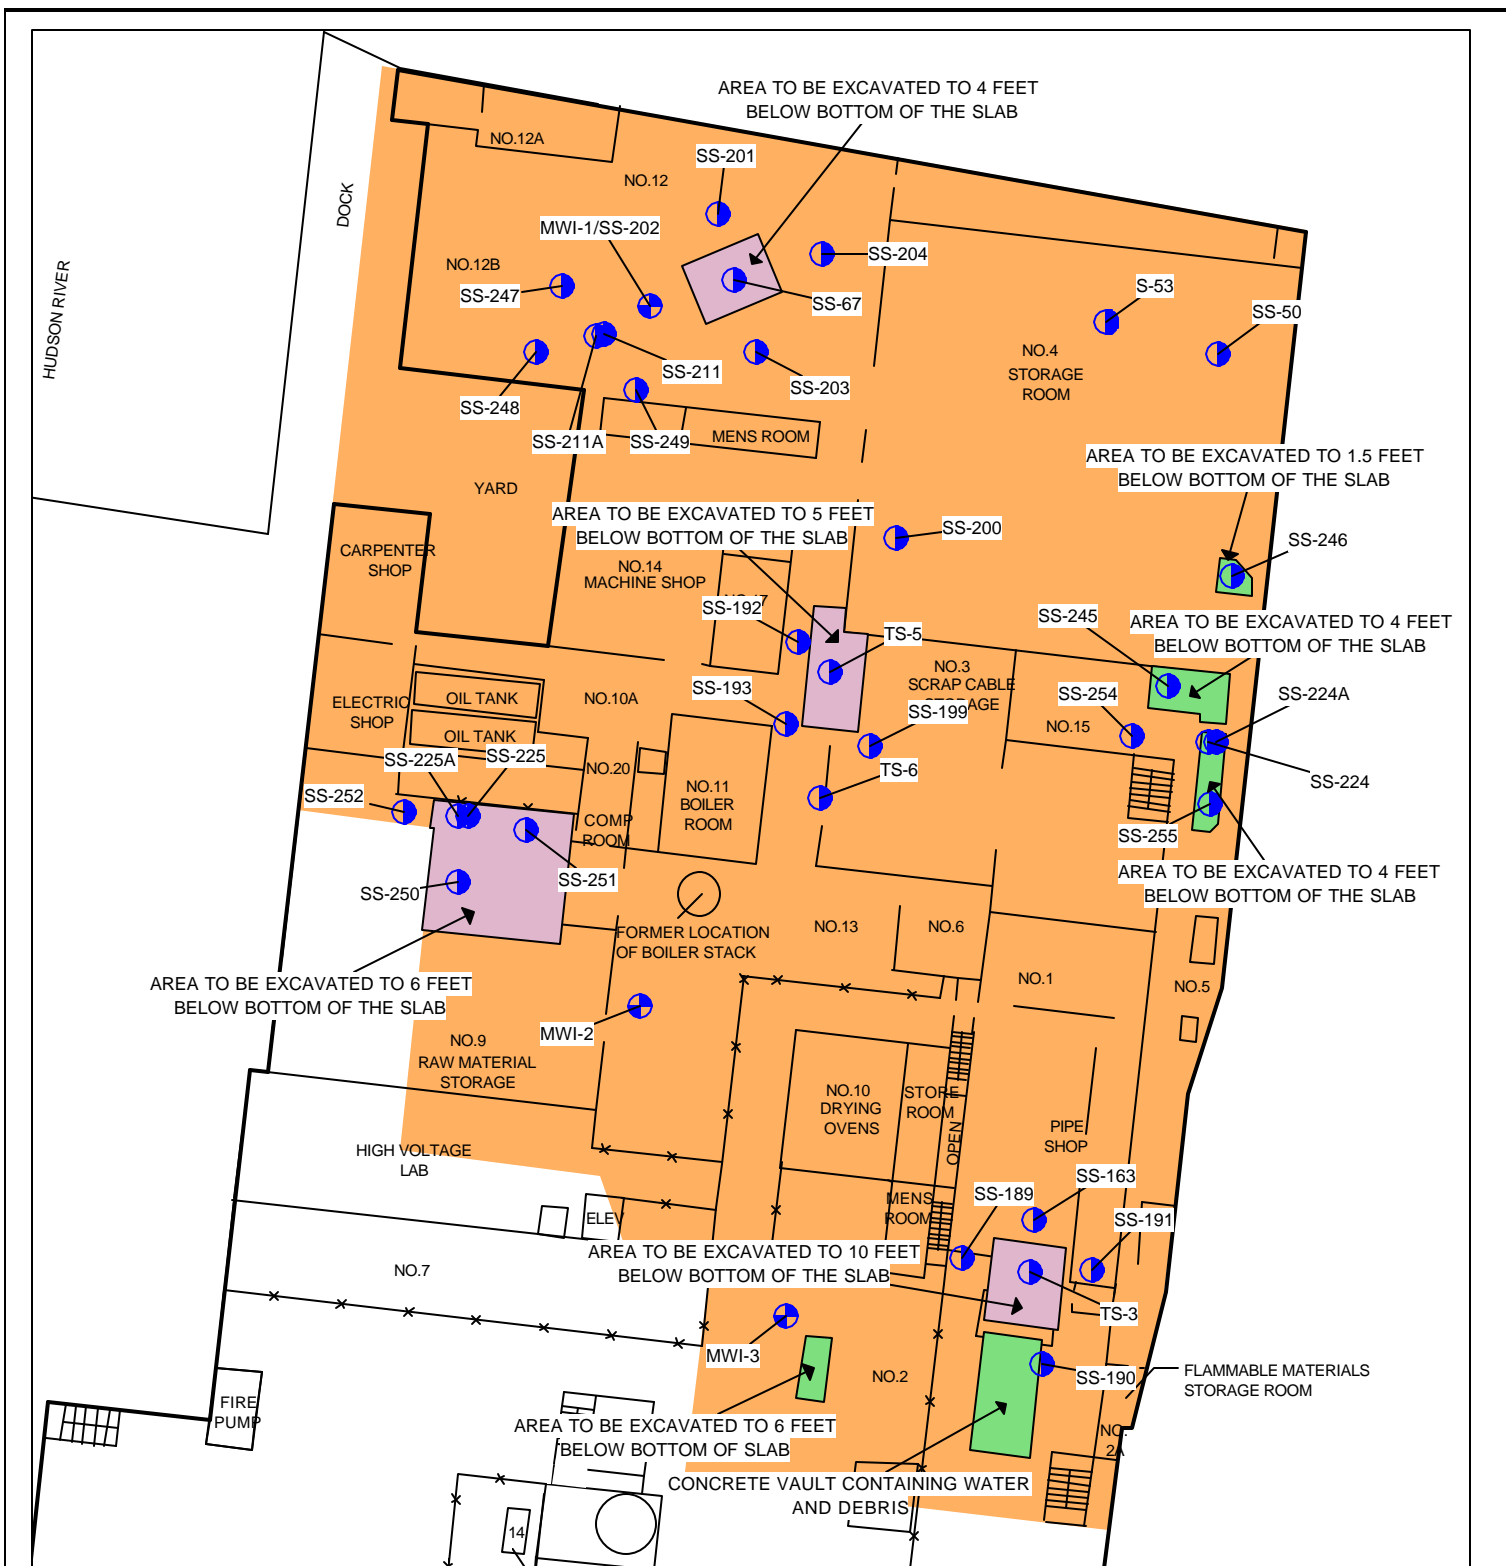 AREA TO BE EXCAVATED TO 4 FEET
BELOW BOTTOM OF THE SLAB
NO.12A
SS-201
NO.12
DOCK
MWI-1/SS-202
SS-204
NO.12B
SS-247
SS-67
S-53
SS-50
HUDSON RIVER
NO.4
STORAGE
ROOM
SS-211
SS-203
SS-248
SS-211A
SS-249
MENS ROOM
AREA TO BE EXCAVATED TO 1.5 FEET
BELOW BOTTOM OF THE SLAB
YARD
AREA TO BE EXCAVATED TO 5 FEET
BELOW BOTTOM OF THE SLAB
SS-200
SS-246
CARPENTER
SHOP
NO.14
MACHINE SHOP
SS-192
SS-245
AREA TO BE EXCAVATED TO 4 FEET
BELOW BOTTOM OF THE SLAB
TS-5
NO.3
SCRAP CABLE
STORAGE
SS-193
SS-254
SS-224A
ELECTRIC
SHOP
OIL TANK
NO.10A
SS-199
NO.15
OIL TANK
SS-225A
SS-225
NO.20
SS-224
SS-252
NO.11
BOILER
ROOM
TS-6
COMP
ROOM
SS-255
SS-250
SS-251
AREA TO BE EXCAVATED TO 4 FEET
BELOW BOTTOM OF THE SLAB
FORMER LOCATION
OF BOILER STACK
NO.13
NO.6
AREA TO BE EXCAVATED TO 6 FEET
BELOW BOTTOM OF THE SLAB
NO.1
NO.5
MWI-2
NO.9
RAW MATERIAL
STORAGE
NO.10
DRYING
OVENS
STORE
ROOM
OPEN
PIPE
SHOP
HIGH VOLTAGE
LAB
SS-163
MENS
ROOM
SS-189
SS-191
ELEV
AREA TO BE EXCAVATED TO 10 FEET
BELOW BOTTOM OF THE SLAB
NO.7
TS-3
MWI-3
NO.2
SS-190
FLAMMABLE MATERIALS
STORAGE ROOM
FIRE
PUMP
AREA TO BE EXCAVATED TO 6 FEET
BELOW BOTTOM OF SLAB
NO.
2A
CONCRETE VAULT CONTAINING WATER
AND DEBRIS
14